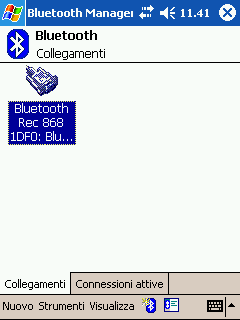 Bluetooth Manager 11.41
Bluetooth
Collegamenti
Bluetooth
Rec 868
1DF0: Blu...
Collegamenti Connessioni attive
Nuovo Strumenti Visualizza